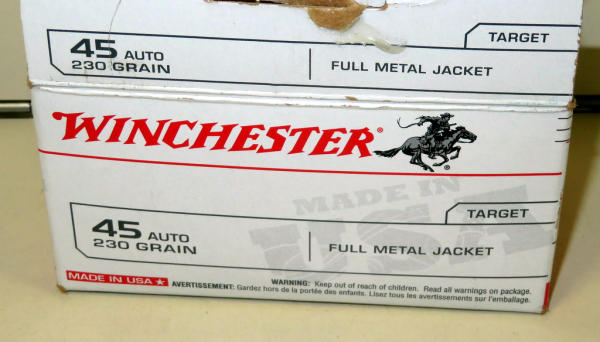 TARGET
45 AUTO
230 GRAIN
FULL METAL JACKET
WINCHESTER®
®
MADE IN
USA
TARGET
45 AUTO
230 GRAIN
FULL METAL JACKET
MADE IN USA ★
WARNING: Keep out of reach of children. Read all warnings on package.
AVERTISSEMENT: Gardez hors de la portée des enfants. Lisez tous les avertissements sur l'emballage.